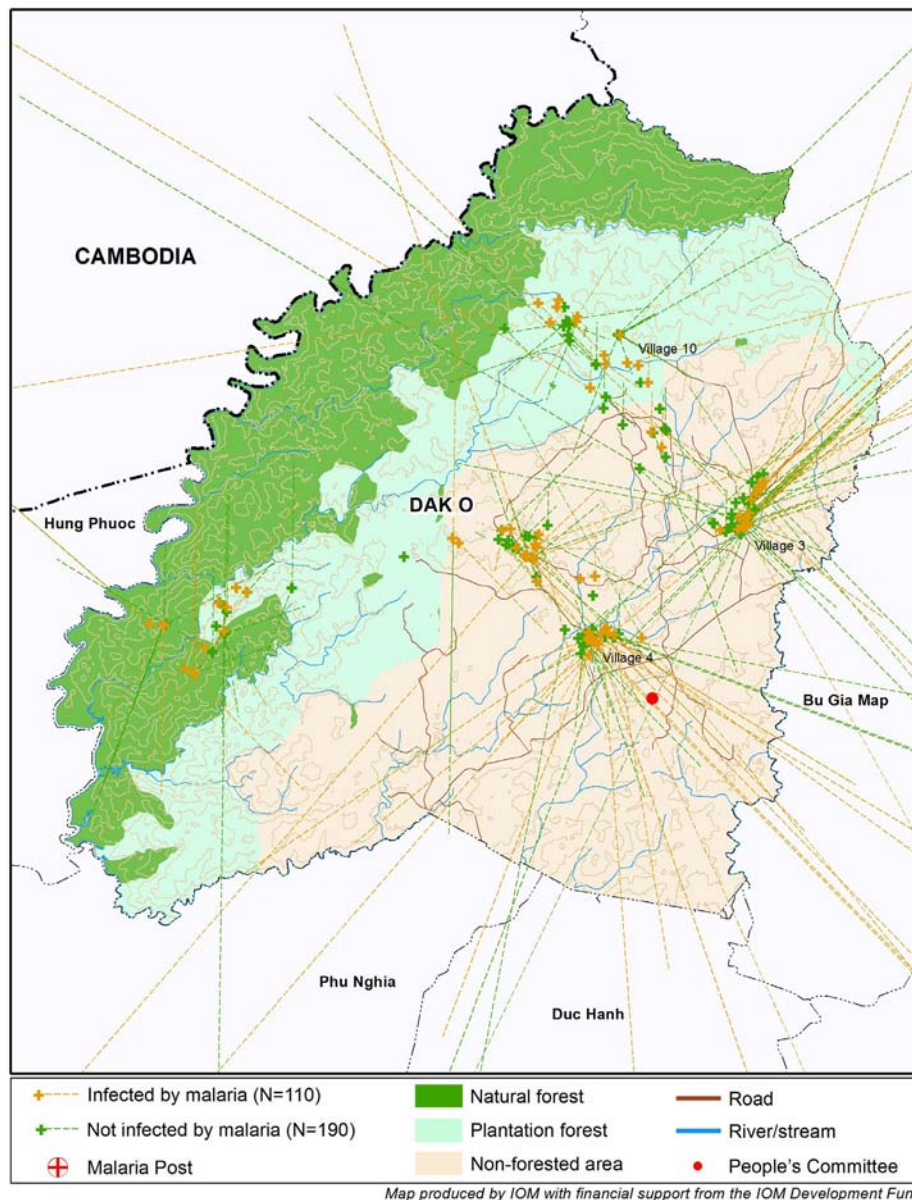 CAMBODIA
Village 10
DAK O
Hung Phuoc
Village 3
Village 4
Bu Gia Map
Phu Nghia
Duc Hanh
Infected by malaria (N=110)
Not infected by malaria (N=190)
Malaria Post
Natural forest
Plantation forest
Non-forested area
Road
River/stream
People's Committee
Map produced by IOM with financial support from the IOM Development Fun